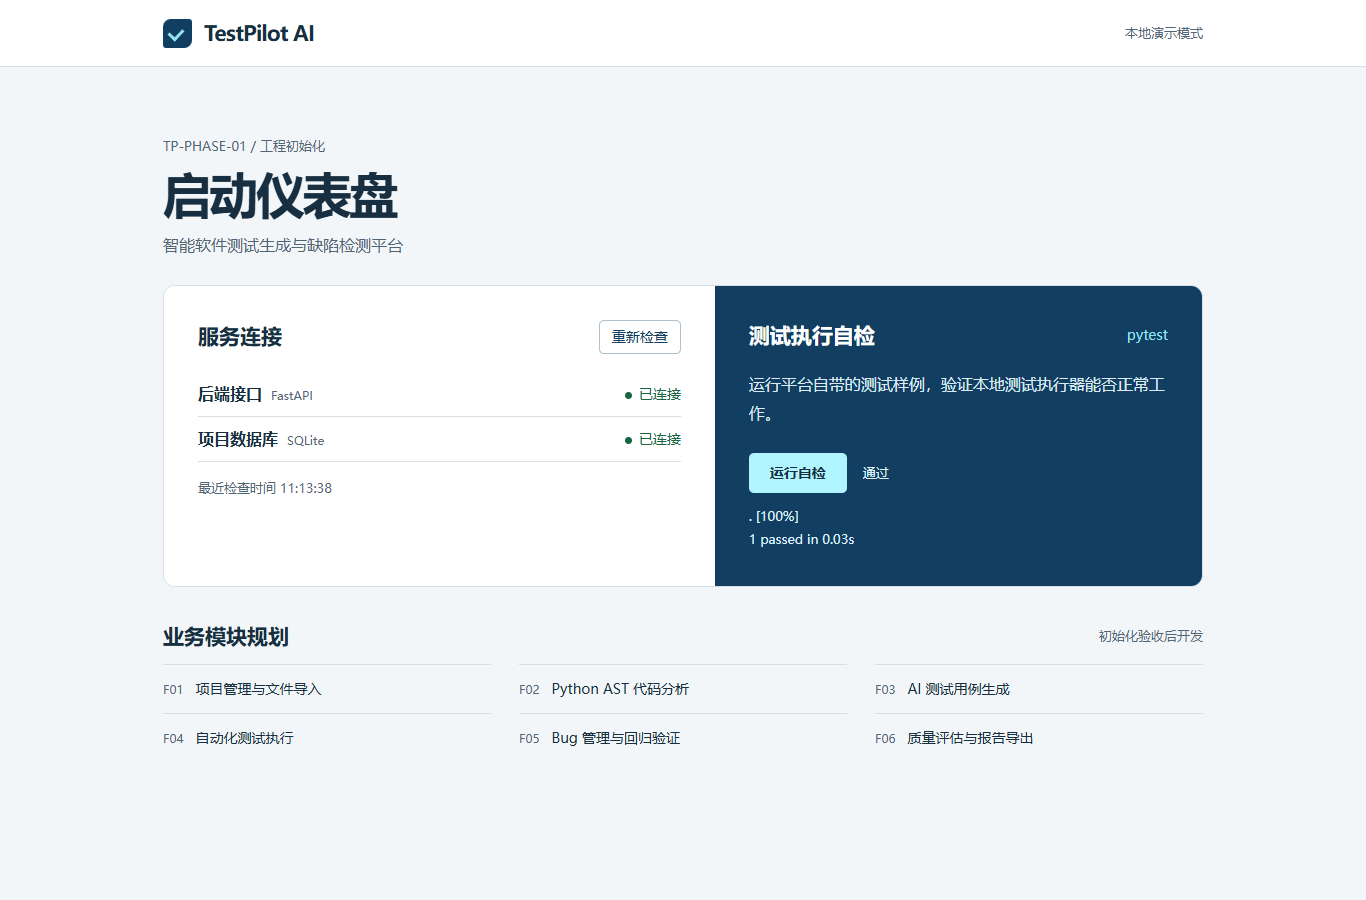 TestPilot AI
本地演示模式
TP-PHASE-01 / 工程初始化
启动仪表盘
智能软件测试生成与缺陷检测平台
服务连接
重新检查
后端接口 FastAPI
已连接
项目数据库 SQLite
已连接
最近检查时间 11:13:38
测试执行自检
pytest
运行平台自带的测试样例，验证本地测试执行器能否正常工
作。
运行自检
通过
. [100%]
1 passed in 0.03s
业务模块规划
初始化验收后开发
F01 项目管理与文件导入
F02 Python AST 代码分析
F03 AI 测试用例生成
F04 自动化测试执行
F05 Bug 管理与回归验证
F06 质量评估与报告导出